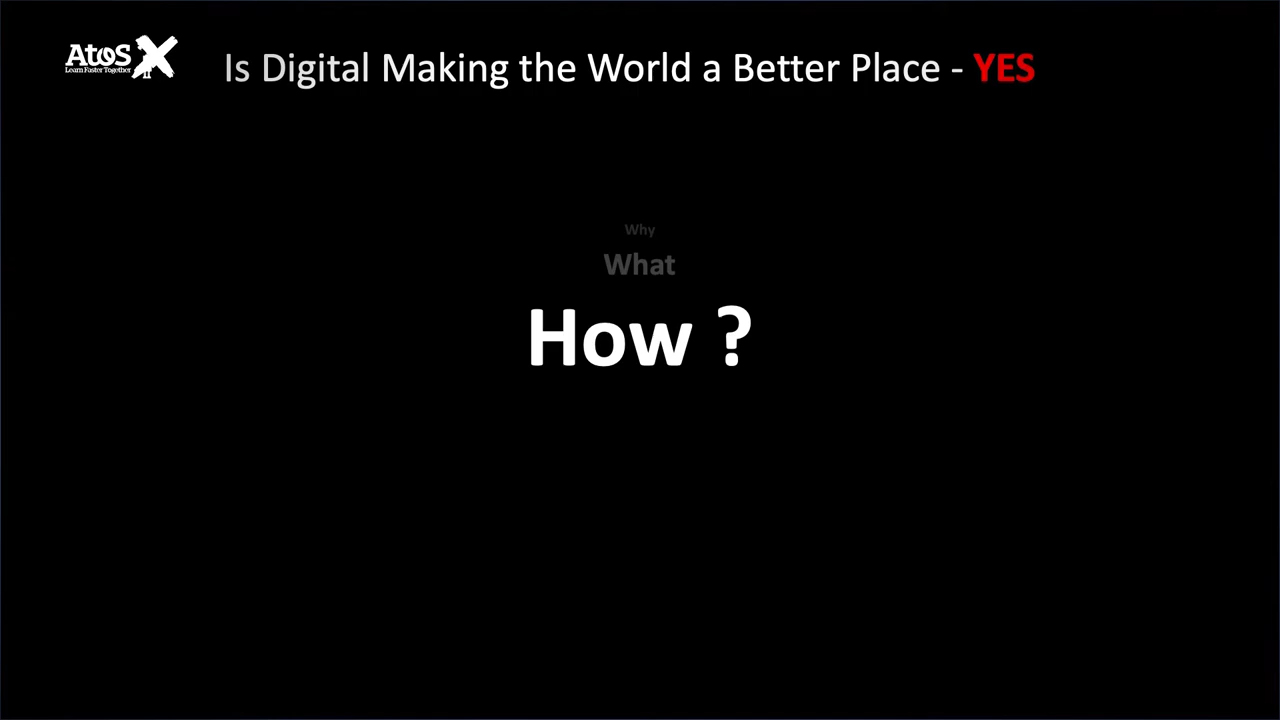 AtoS X
Learn Faster Together
Is Digital Making the World a Better Place - YES
Why
What
How ?